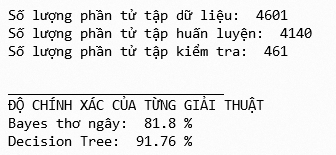 Số lượng phần tử tập dữ liệu:  4601
Số lượng phần tử tập huấn luyện:  4140
Số lượng phần tử tập kiểm tra:  461
___________________________
ĐỘ CHÍNH XÁC CỦA TỪNG GIẢI THUẬT
Bayes thơ ngây:  81.8 %
Decision Tree:  91.76 %